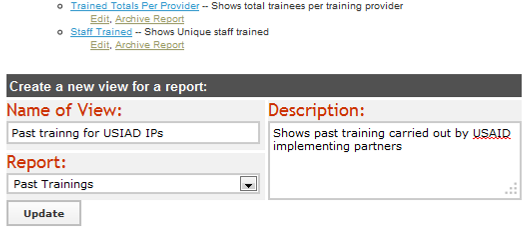 Trained Totals Per Provider -- Shows total trainees per training provider
Edit, Archive Report
Staff Trained -- Shows Unique staff trained
Edit, Archive Report
Create a new view for a report:
Name of View:
Past trainng for USIAD IPs
Description:
Shows past training carried out by USAID
implementing partners
Report:
Past Trainings
Update